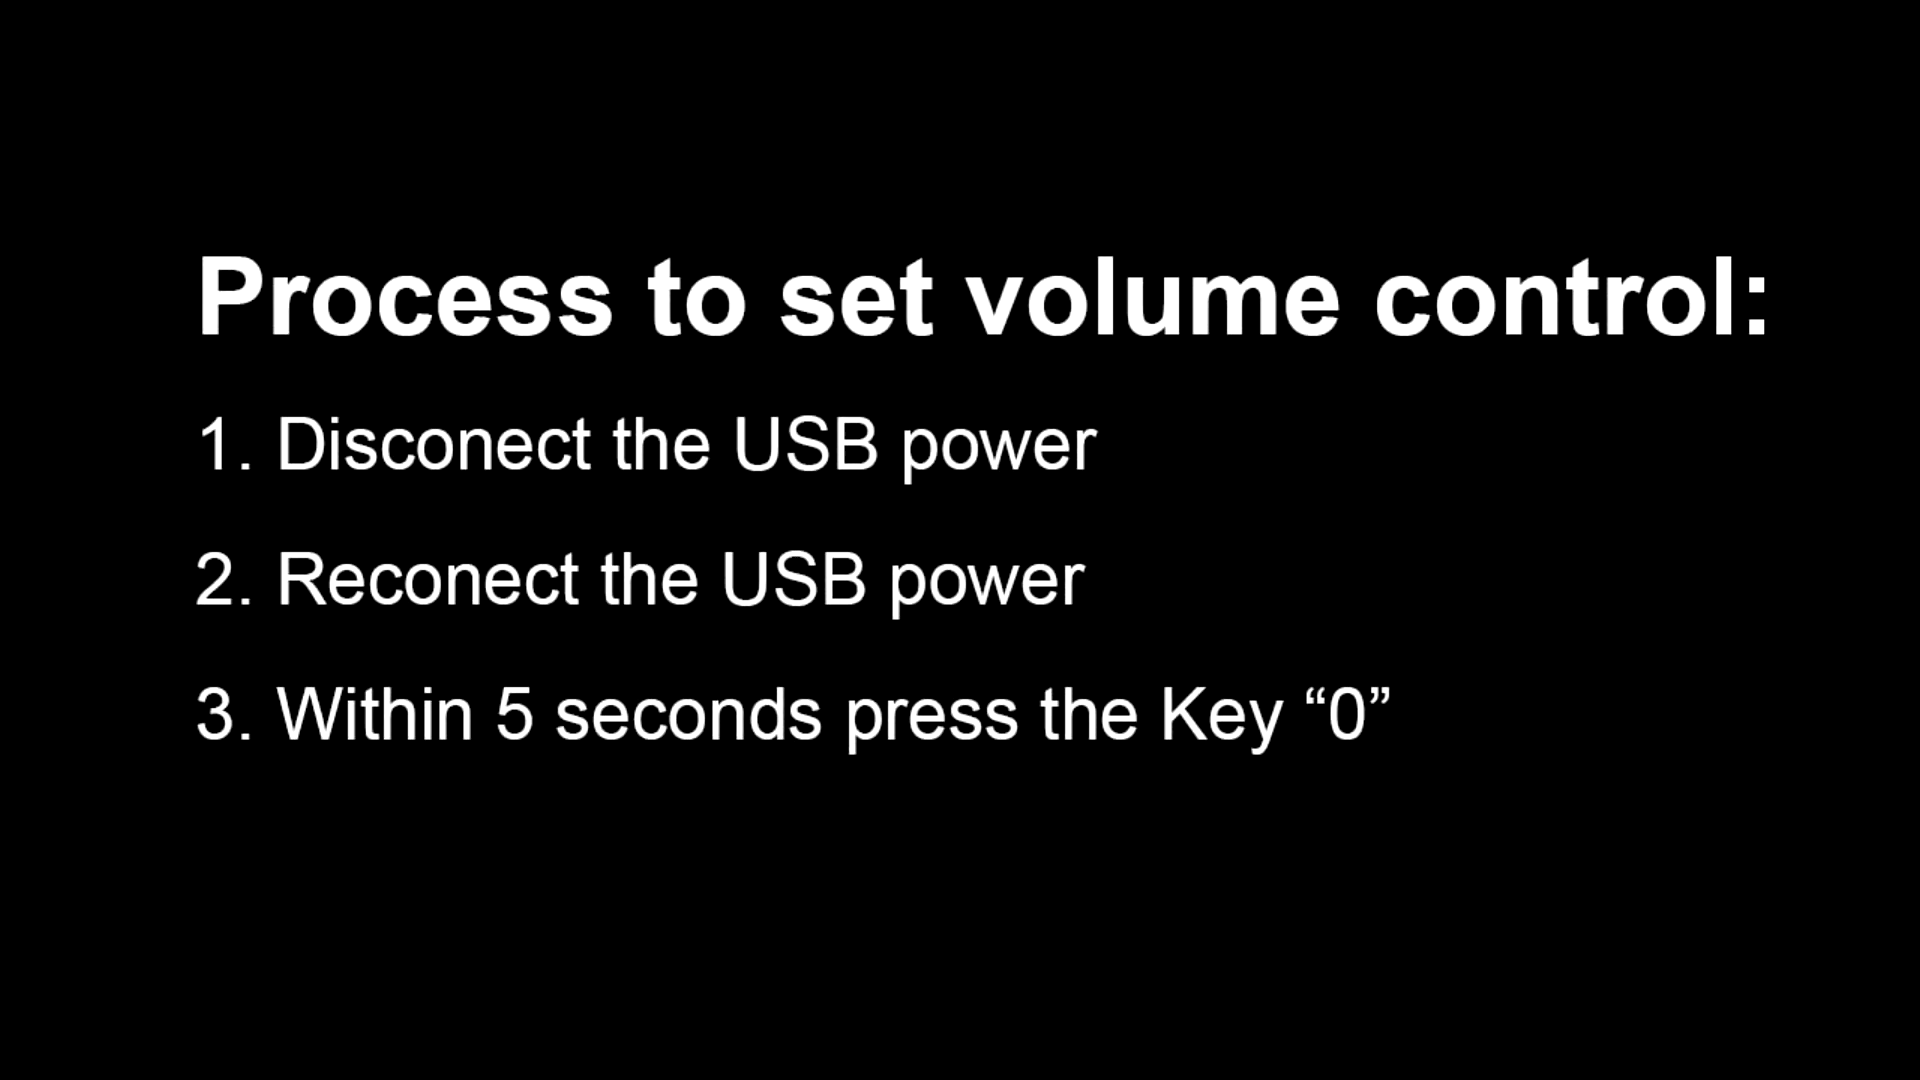 Process to set volume control:
1. Disconect the USB power
2. Reconect the USB power
3. Within 5 seconds press the Key “0”